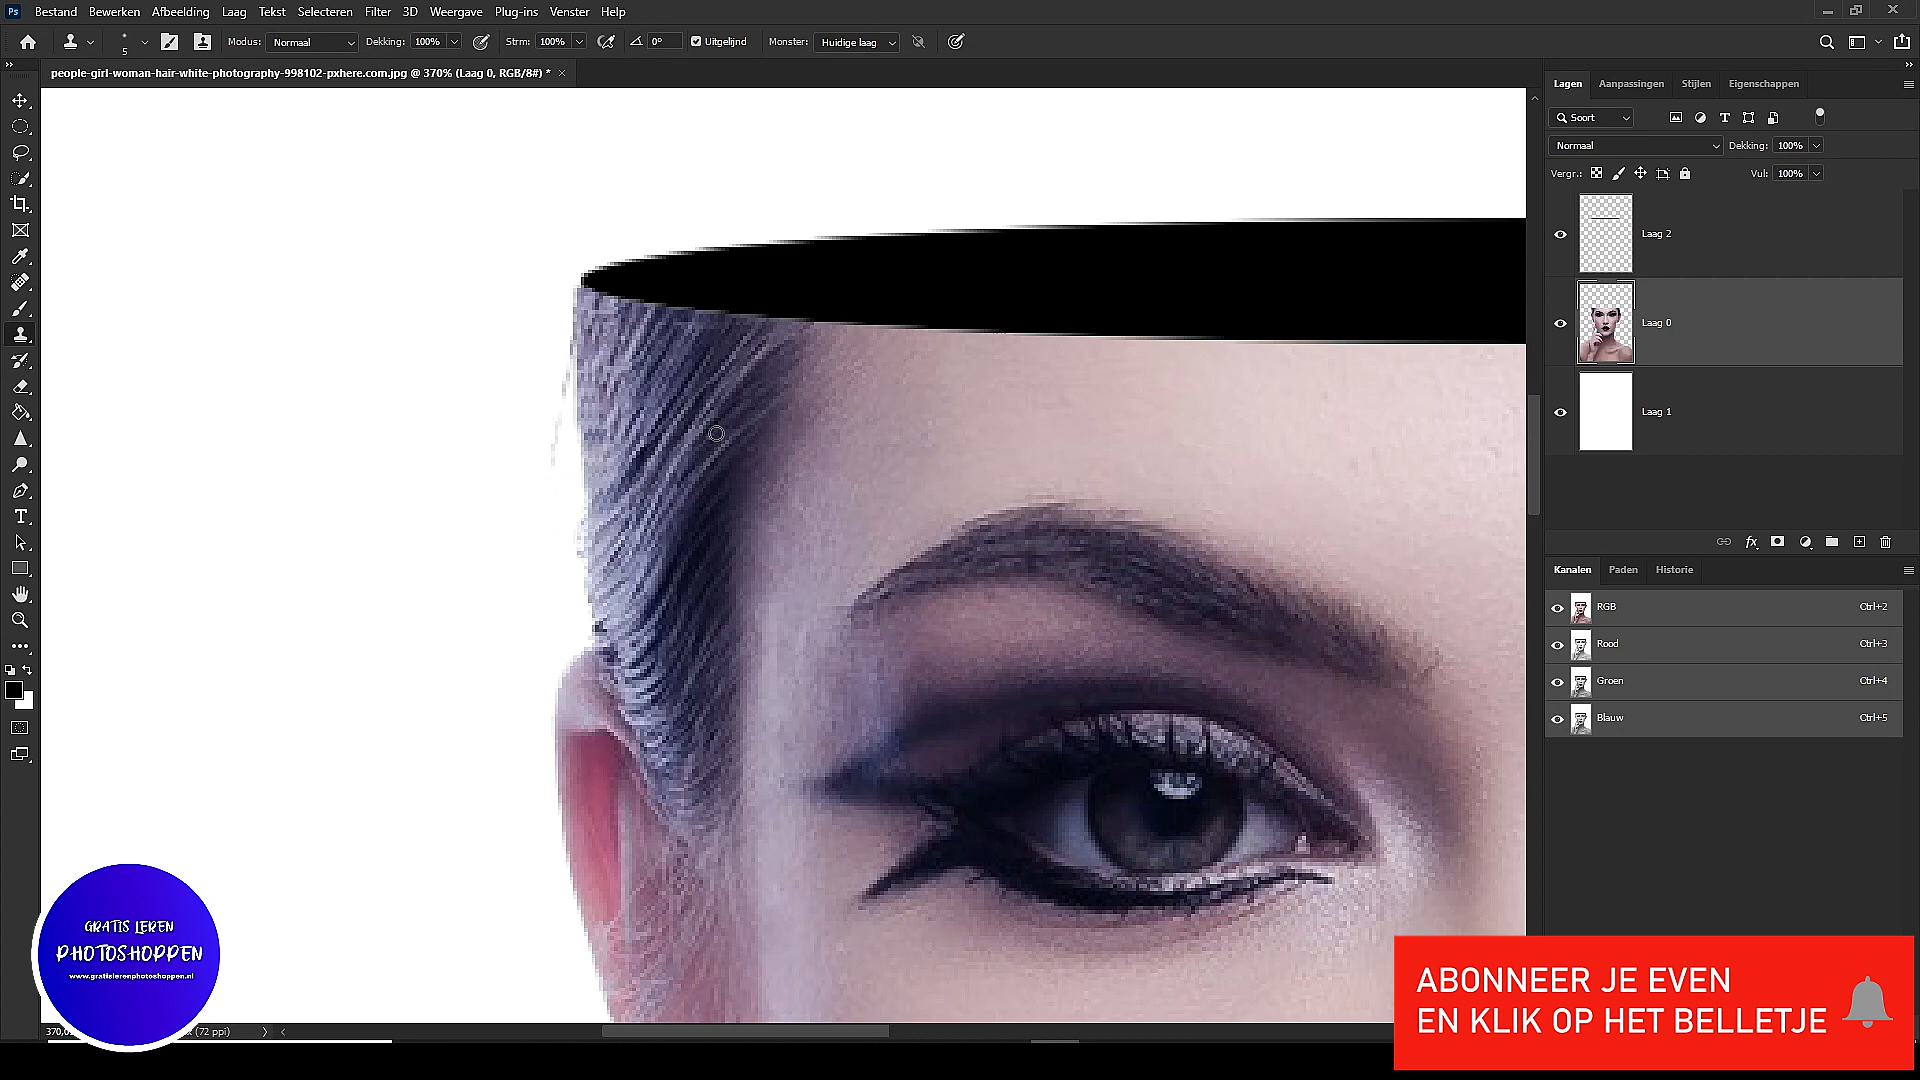 Ps Bestand Bewerken Afbeelding Laag Tekst Selecteren Filter 3D Weergave Plug-ins Venster Help
5 Modus: Normaal Dekking: 100% Strm: 100% 0° Uitgelijnd Monster: Huidige laag
people-girl-woman-hair-white-photography-998102-pxhere.com.jpg @ 370% (Laag 0, RGB/8#) *
Lagen Aanpassingen Stijlen Eigenschappen
Soort
Normaal Dekking: 100%
Vergr.: Vul: 100%
Laag 2
Laag 0
Laag 1
fx
Kanalen Paden Historie
RGB Ctrl+2
Rood Ctrl+3
Groen Ctrl+4
Blauw Ctrl+5
GRATIS LEREN
PHOTOSHOPPEN
www.gratislerenphotoshoppen.nl
(72 ppi)
ABONNEER JE EVEN
EN KLIK OP HET BELLETJE